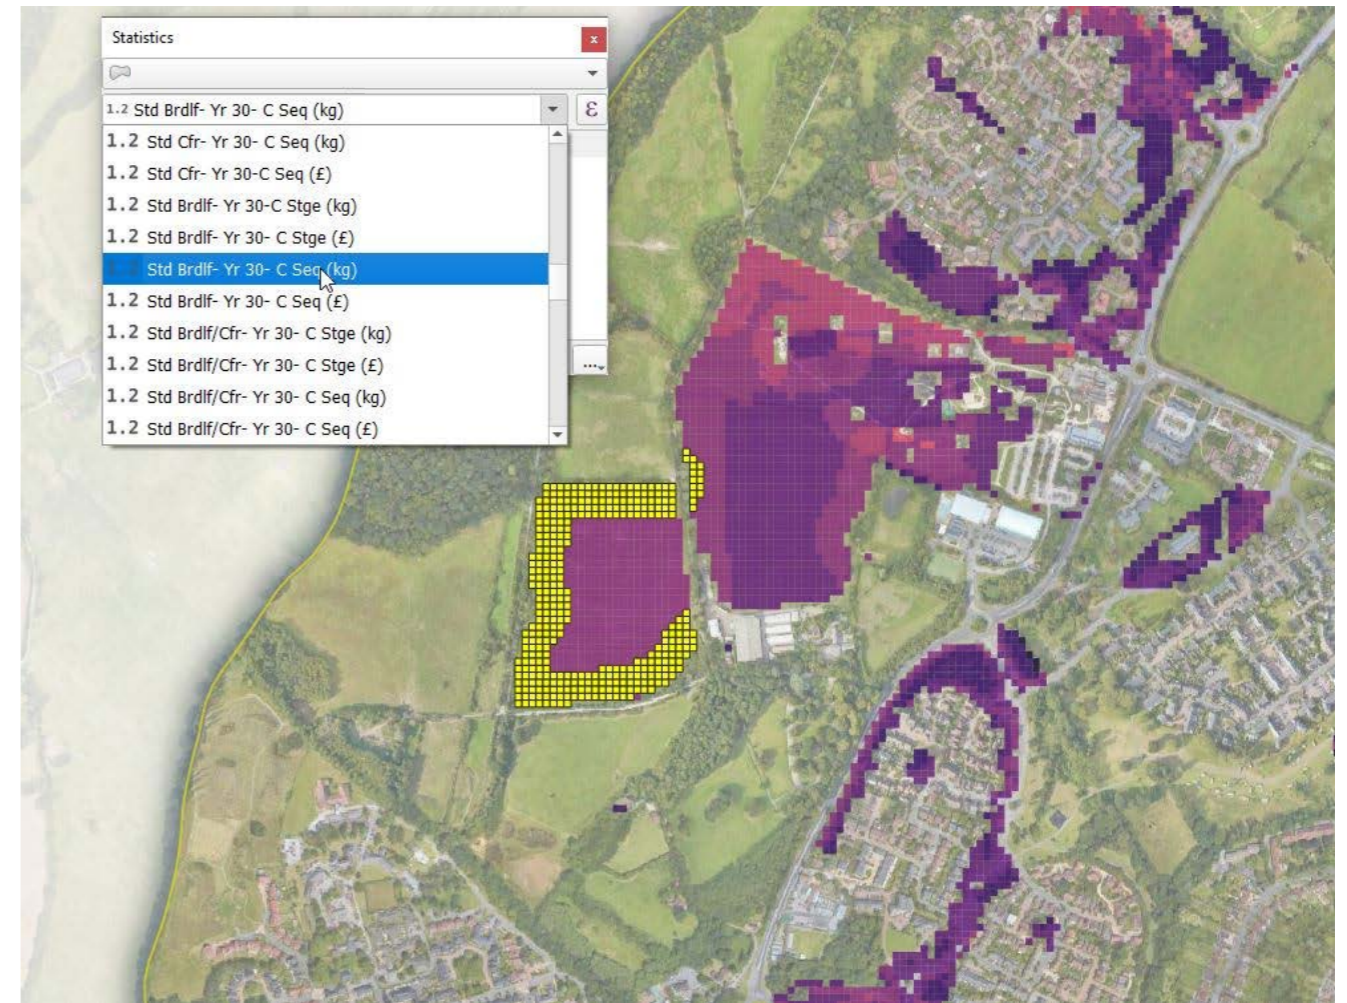 Statistics
x
1.2 Std Brdlf- Yr 30- C Seq (kg)
ε
1.2 Std Cfr- Yr 30- C Seq (kg)
1.2 Std Cfr- Yr 30-C Seq (£)
1.2 Std Brdlf- Yr 30-C Stge (kg)
1.2 Std Brdlf- Yr 30- C Stge (£)
1.2 Std Brdlf- Yr 30- C Seq (kg)
1.2 Std Brdlf- Yr 30- C Seq (£)
1.2 Std Brdlf/Cfr- Yr 30- C Stge (kg)
1.2 Std Brdlf/Cfr- Yr 30- C Stge (£)
...
1.2 Std Brdlf/Cfr- Yr 30- C Seq (kg)
1.2 Std Brdlf/Cfr- Yr 30- C Seq (£)